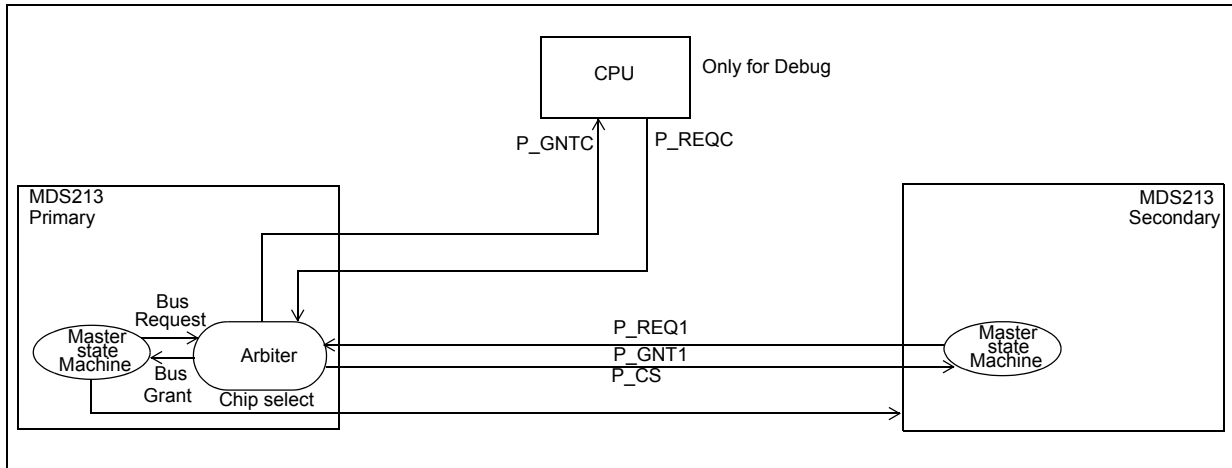 CPU
Only for Debug
P_GNTC
P_REQC
MDS213
Primary
MDS213
Secondary
Bus
Request
Master
state
Machine
Arbiter
Bus
Grant
Chip select
P_REQ1
P_GNT1
P_CS
Master
state
Machine